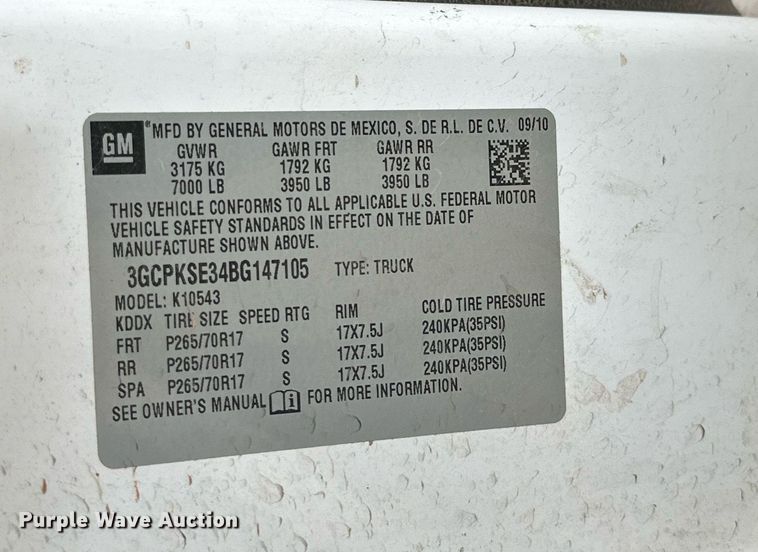 GM
*MFD BY GENERAL MOTORS DE MEXICO, S. DE R.L. DE C.V. 09/10
GVWR GAWR FRT GAWR RR
3175 KG 1792 KG 1792 KG
7000 LB 3950 LB 3950 LB
THIS VEHICLE CONFORMS TO ALL APPLICABLE U.S. FEDERAL MOTOR
VEHICLE SAFETY STANDARDS IN EFFECT ON THE DATE OF
MANUFACTURE SHOWN ABOVE.
3GCPKSE34BG147105 TYPE: TRUCK
MODEL: K10543
KDDX TIRE SIZE SPEED RTG RIM COLD TIRE PRESSURE
FRT P265/70R17 S 17X7.5J 240KPA(35PSI)
RR P265/70R17 S 17X7.5J 240KPA(35PSI)
SPA P265/70R17 S 17X7.5J 240KPA(35PSI)
SEE OWNER'S MANUAL FOR MORE INFORMATION.
Purple Wave Auction